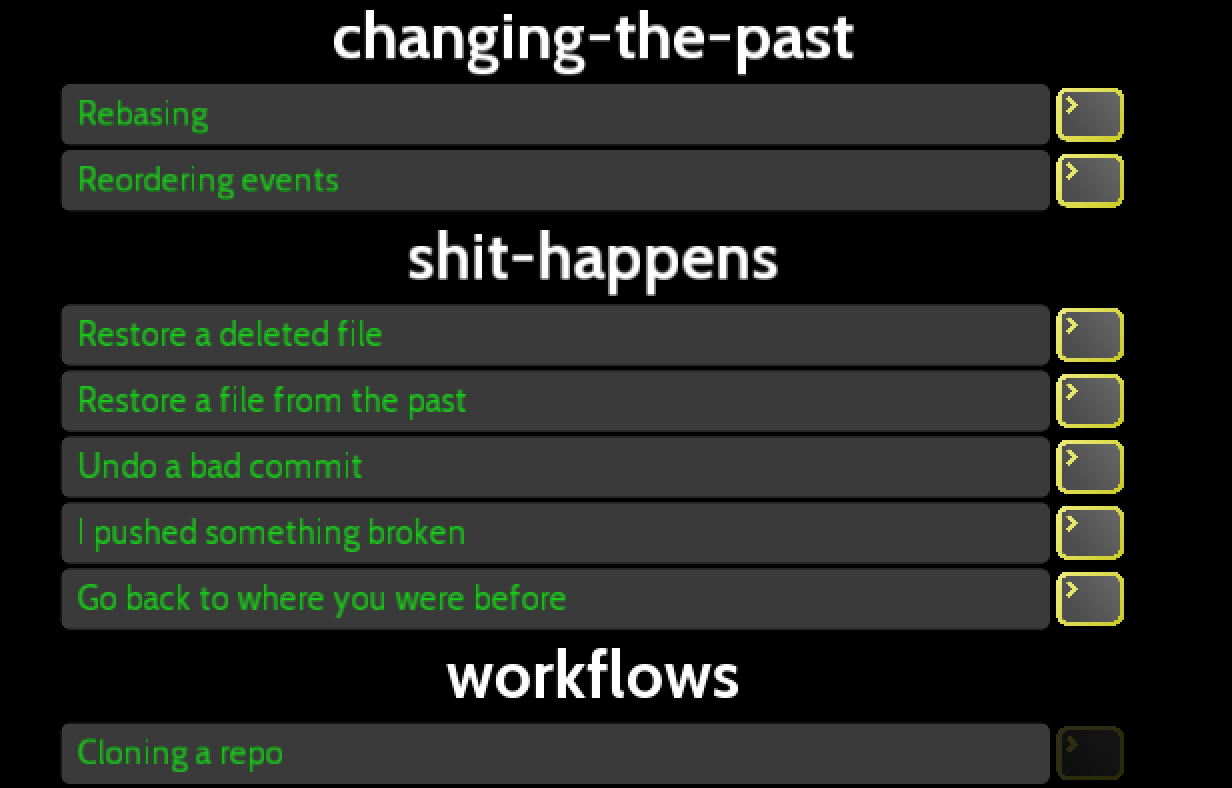 changing-the-past
Rebasing
Reordering events
shit-happens
Restore a deleted file
Restore a file from the past
Undo a bad commit
I pushed something broken
Go back to where you were before
workflows
Cloning a repo